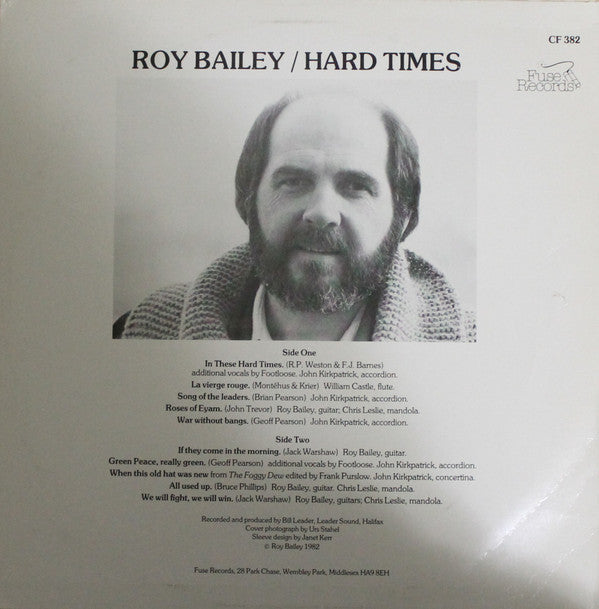 CF 382
ROY BAILEY / HARD TIMES
Fuse
Records
Side One
In These Hard Times. (R.P. Weston & F.J. Barnes)
additional vocals by Footloose. John Kirkpatrick, accordion.
La vierge rouge. (Montéhus & Krier) William Castle, flute.
Song of the leaders. (Brian Pearson) John Kirkpatrick, accordion.
Roses of Eyam. (John Trevor) Roy Bailey, guitar; Chris Leslie, mandola.
War without bangs. (Geoff Pearson) John Kirkpatrick, accordion.
Side Two
If they come in the morning. (Jack Warshaw) Roy Bailey, guitar.
Green Peace, really green. (Geoff Pearson) additional vocals by Footloose. John Kirkpatrick, accordion.
When this old hat was new from The Foggy Dew edited by Frank Purslow. John Kirkpatrick, concertina.
All used up. (Bruce Phillips) Roy Bailey, guitar. Chris Leslie, mandola.
We will fight, we will win. (Jack Warshaw) Roy Bailey, guitars; Chris Leslie, mandola.
Recorded and produced by Bill Leader, Leader Sound, Halifax
Cover photograph by Urs Stahel
Sleeve design by Janet Kerr
© Roy Bailey 1982
Fuse Records, 28 Park Chase, Wembley Park, Middlesex HA9 8EH